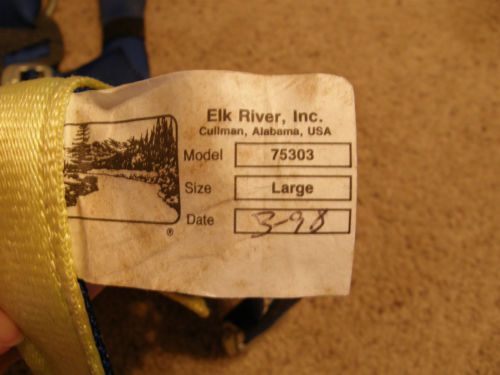 Elk River, Inc.
Cullman, Alabama, USA
Model 75303
Size Large
Date 3-98
®